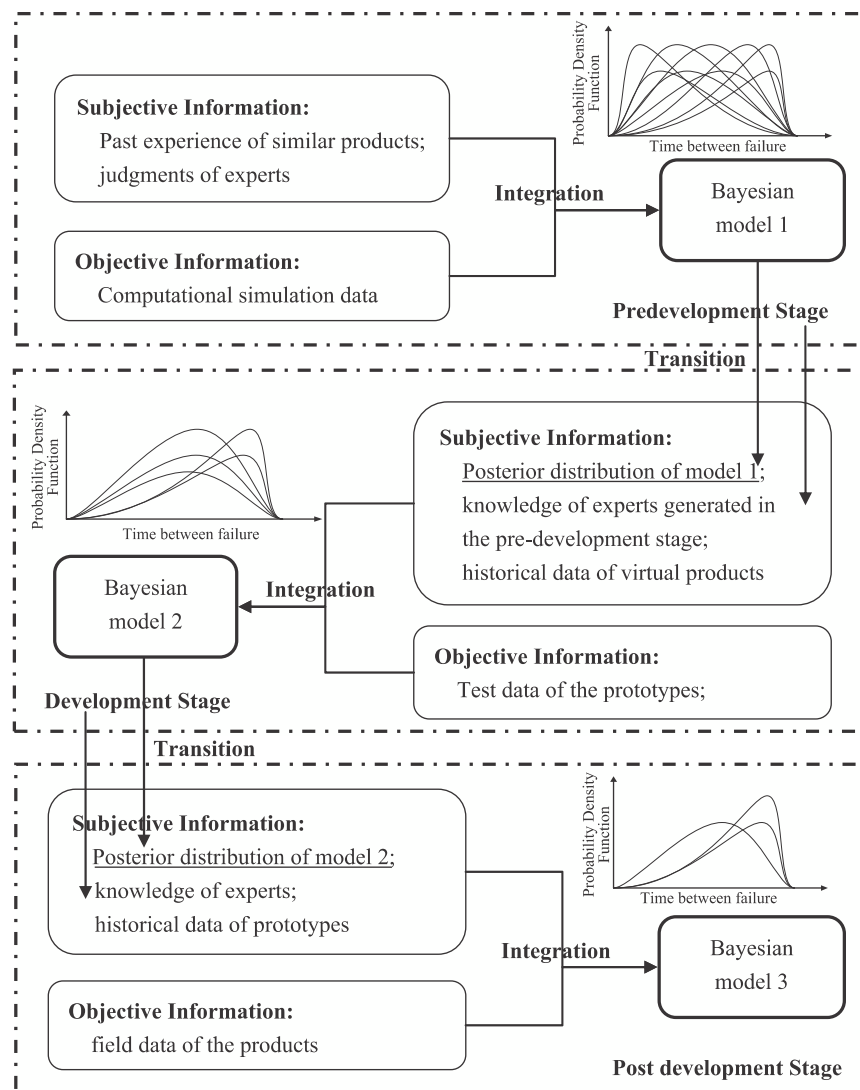 Probability Density
Function
Time between failure
Subjective Information:
Past experience of similar products;
judgments of experts
Integration
Bayesian
model 1
Objective Information:
Computational simulation data
Predevelopment Stage
Transition
Probability Density
Function
Time between failure
Subjective Information:
Posterior distribution of model 1;
knowledge of experts generated in
the pre-development stage;
historical data of virtual products
Integration
Bayesian
model 2
Objective Information:
Test data of the prototypes;
Development Stage
Transition
Probability Density
Function
Time between failure
Subjective Information:
Posterior distribution of model 2;
knowledge of experts;
historical data of prototypes
Integration
Bayesian
model 3
Objective Information:
field data of the products
Post development Stage